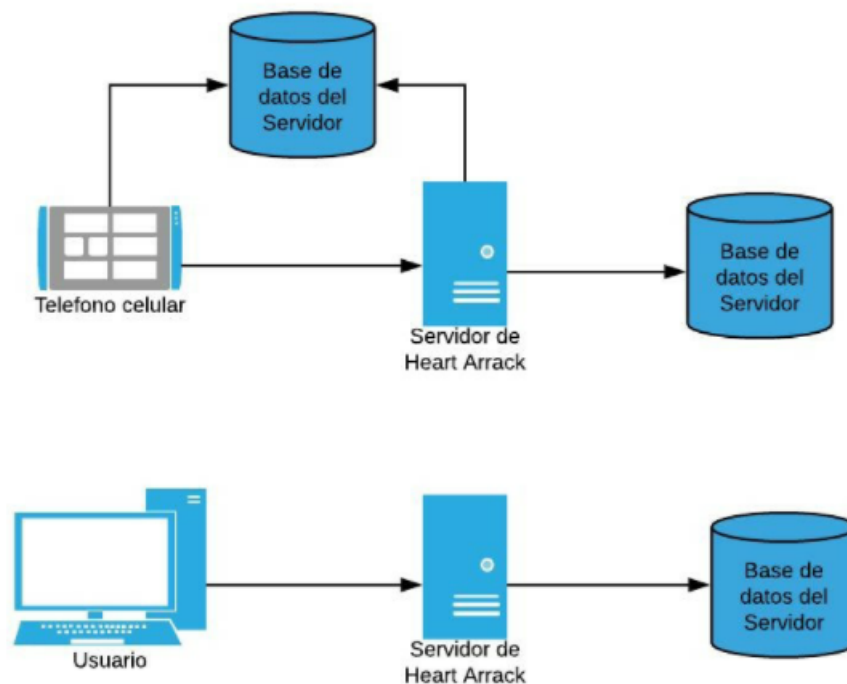 Base de
datos del
Servidor
Base de
datos del
Servidor
Telefono celular
Servidor de
Heart Arrack
Base de
datos del
Servidor
Usuario
Servidor de
Heart Arrack